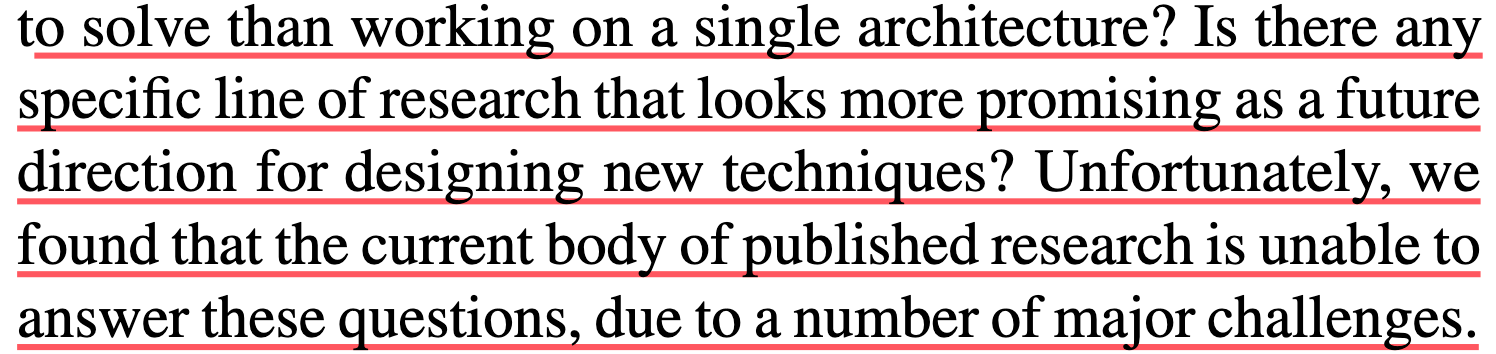 to solve than working on a single architecture? Is there any
specific line of research that looks more promising as a future
direction for designing new techniques? Unfortunately, we
found that the current body of published research is unable to
answer these questions, due to a number of major challenges.